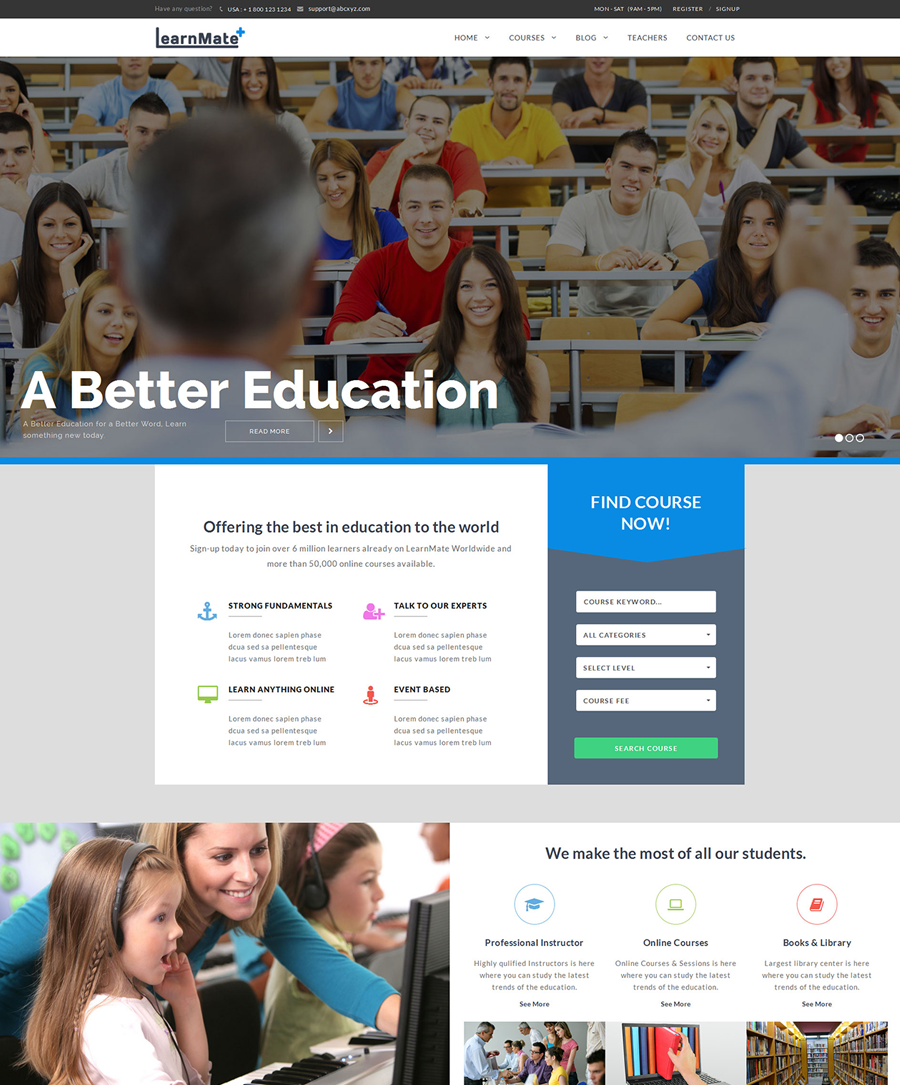 Have any question? USA : + 1 800 123 1234 support@abcxyz.com MON - SAT (9AM - 5PM) REGISTER / SIGNUP
LearnMate+ HOME COURSES BLOG TEACHERS CONTACT US
A Better Education
A Better Education for a Better Word, Learn
something new today.
READ MORE
Offering the best in education to the world
Sign-up today to join over 6 million learners already on LearnMate Worldwide and
more than 50,000 online courses available.
STRONG FUNDAMENTALS
Lorem donec sapien phase
dcua sed sa pellentesque
lacus vamus lorem treb lum
TALK TO OUR EXPERTS
Lorem donec sapien phase
dcua sed sa pellentesque
lacus vamus lorem treb lum
LEARN ANYTHING ONLINE
Lorem donec sapien phase
dcua sed sa pellentesque
lacus vamus lorem treb lum
EVENT BASED
Lorem donec sapien phase
dcua sed sa pellentesque
lacus vamus lorem treb lum
FIND COURSE
NOW!
COURSE KEYWORD...
ALL CATEGORIES
SELECT LEVEL
COURSE FEE
SEARCH COURSE
We make the most of all our students.
Professional Instructor
Highly qulified Instructors is here
where you can study the latest
trends of the education.
See More
Online Courses
Online Courses & Sessions is here
where you can study the latest
trends of the education.
See More
Books & Library
Largest library center is here
where you can study the latest
trends of the education.
See More